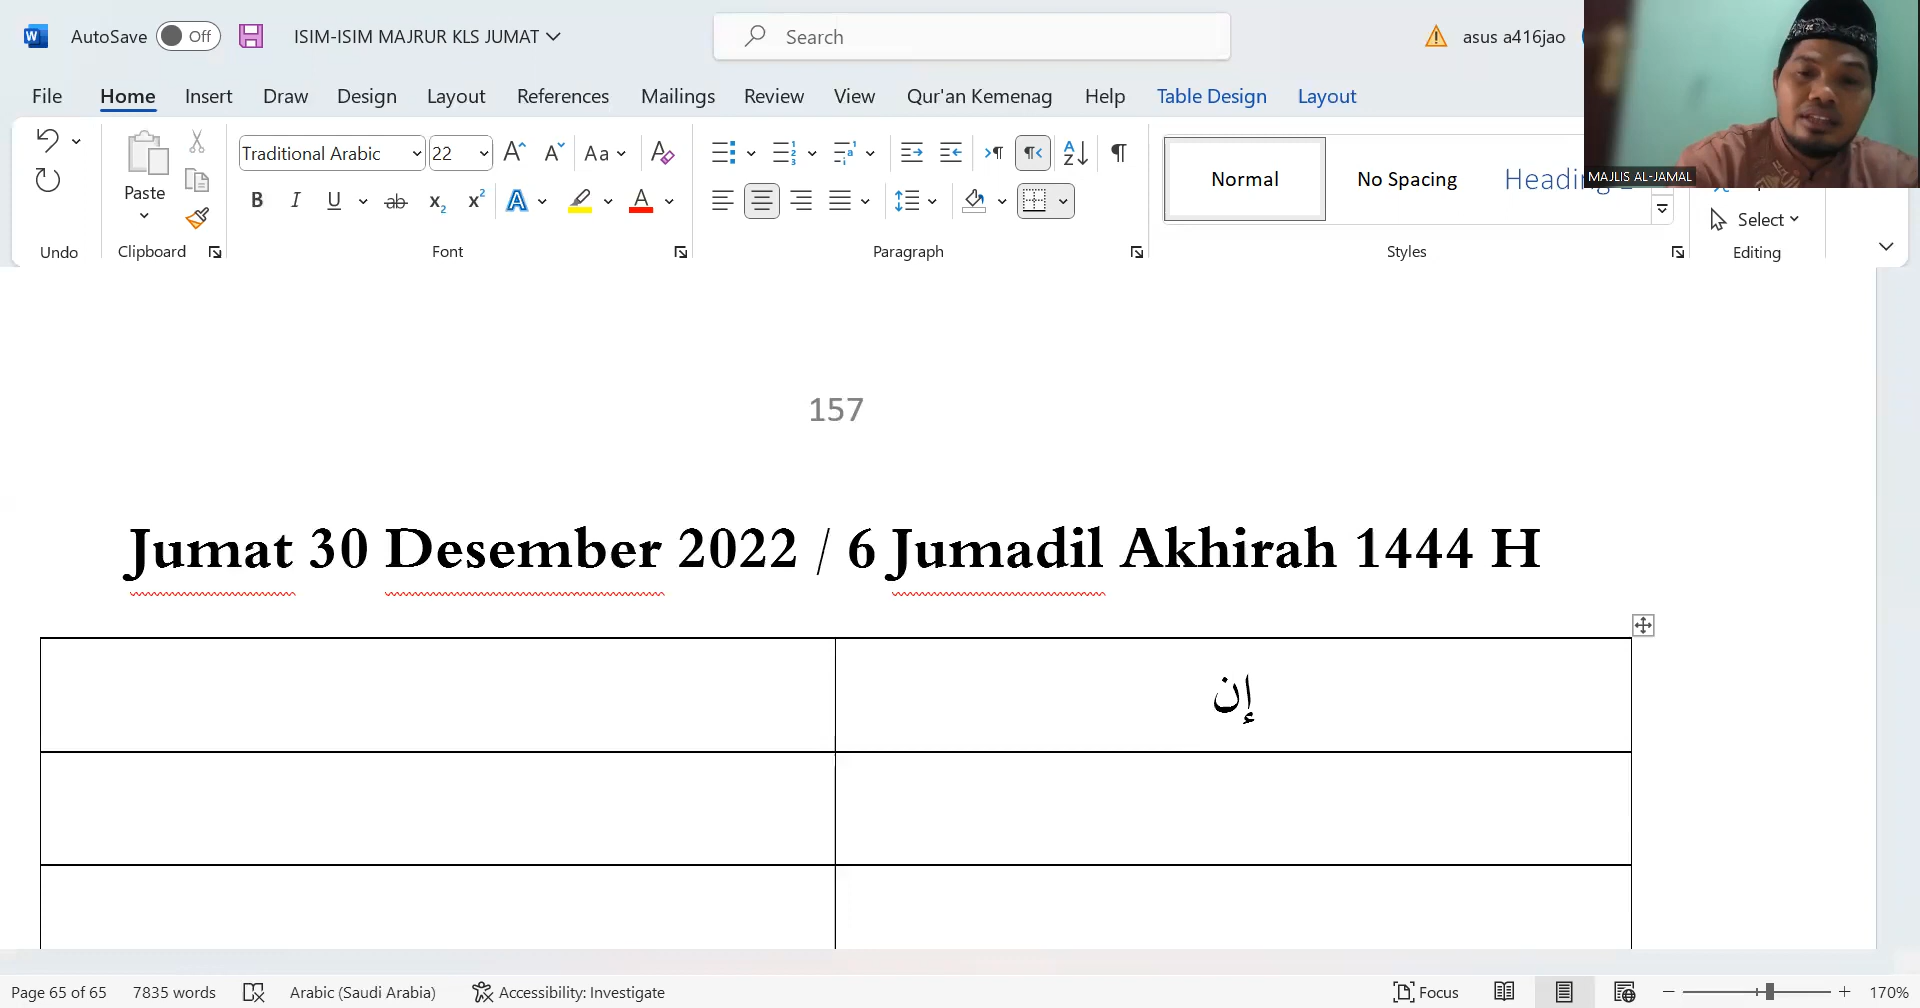 AutoSave Off ISIM-ISIM MAJRUR KLS JUMAT Search asus a416jao
File Home Insert Draw Design Layout References Mailings Review View Qur'an Kemenag Help Table Design Layout
Paste
Traditional Arabic 22
Normal No Spacing
MAJLIS AL-JAMAL
Select
Undo Clipboard Font Paragraph Styles Editing
157
Jumat 30 Desember 2022 / 6 Jumadil Akhirah 1444 H
إن
Page 65 of 65 7835 words Arabic (Saudi Arabia) Accessibility: Investigate Focus 170%